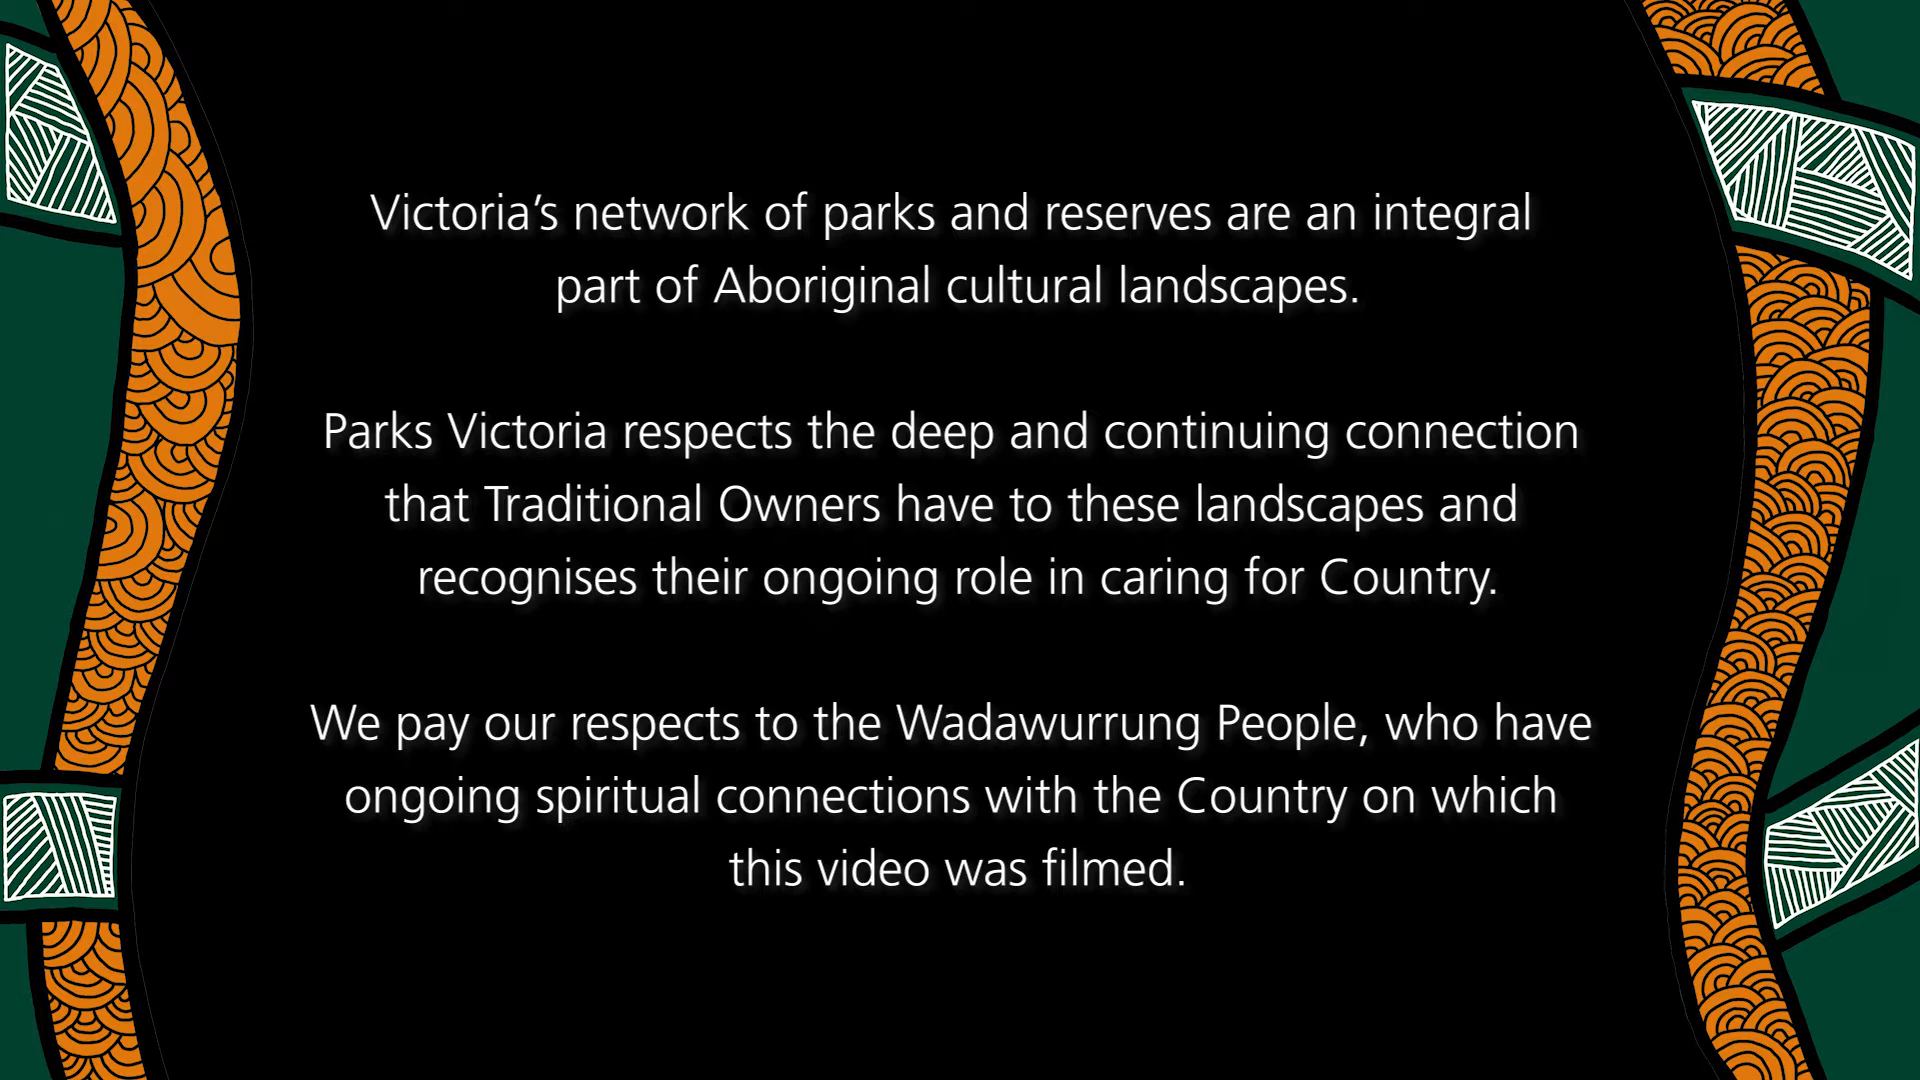 Victoria’s network of parks and reserves are an integral
part of Aboriginal cultural landscapes.
Parks Victoria respects the deep and continuing connection
that Traditional Owners have to these landscapes and
recognises their ongoing role in caring for Country.
We pay our respects to the Wadawurrung People, who have
ongoing spiritual connections with the Country on which
this video was filmed.